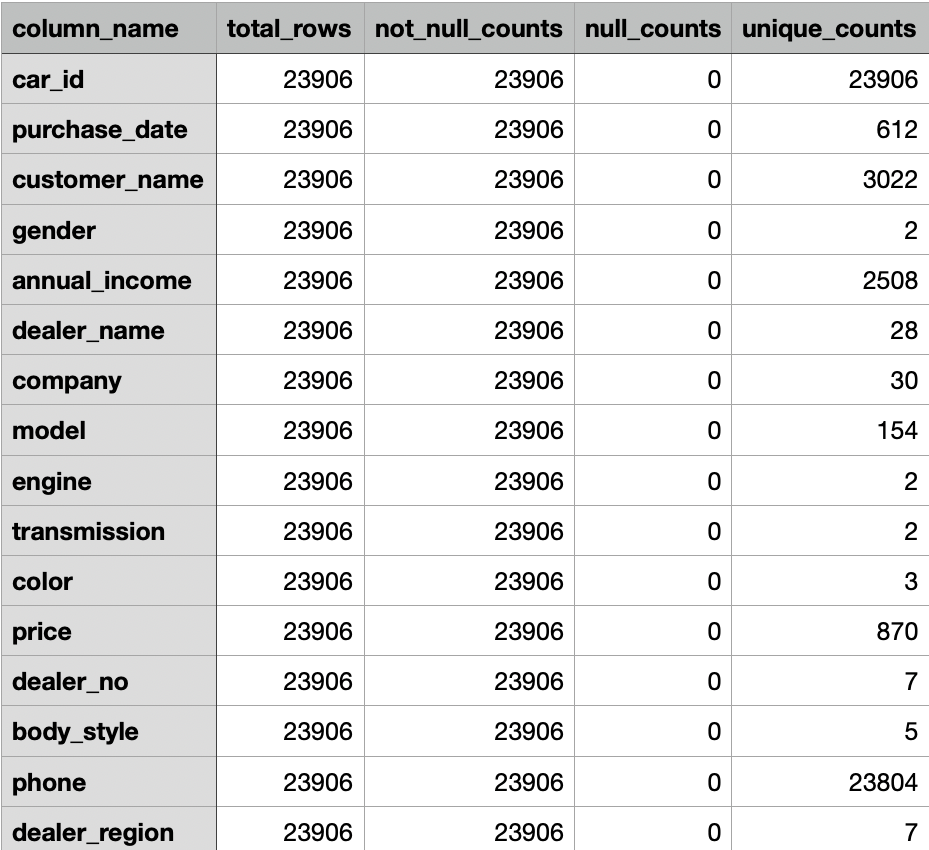 column_name total_rows not_null_counts null_counts unique_counts
car_id 23906 23906 0 23906
purchase_date 23906 23906 0 612
customer_name 23906 23906 0 3022
gender 23906 23906 0 2
annual_income 23906 23906 0 2508
dealer_name 23906 23906 0 28
company 23906 23906 0 30
model 23906 23906 0 154
engine 23906 23906 0 2
transmission 23906 23906 0 2
color 23906 23906 0 3
price 23906 23906 0 870
dealer_no 23906 23906 0 7
body_style 23906 23906 0 5
phone 23906 23906 0 23804
dealer_region 23906 23906 0 7